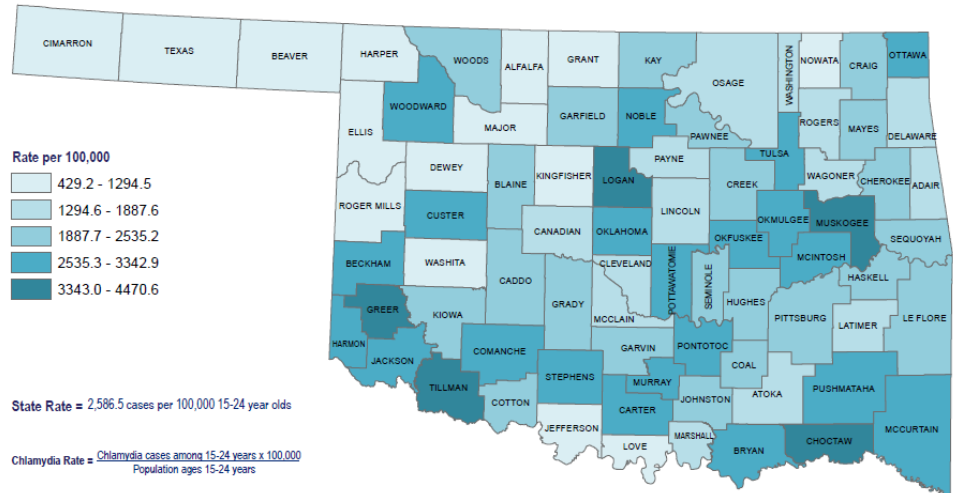 CIMARRON
TEXAS
BEAVER
HARPER
WOODS
ALFALFA
GRANT
KAY
OSAGE
WASHINGTON
NOWATA
CRAIG
OTTAWA
WOODWARD
ELLIS
MAJOR
GARFIELD
NOBLE
PAWNEE
ROGERS
MAYES
DELAWARE
TULSA
Rate per 100,000
429.2 - 1294.5
1294.6 - 1887.6
1887.7 - 2535.2
2535.3 - 3342.9
3343.0 - 4470.6
DEWEY
BLAINE
KINGFISHER
LOGAN
PAYNE
CREEK
WAGONER
CHEROKEE
ADAIR
ROGER MILLS
CUSTER
CANADIAN
OKLAHOMA
LINCOLN
OKMULGEE
MUSKOGEE
OKFUSKEE
MCINTOSH
SEQUOYAH
BECKHAM
WASHITA
CADDO
GRADY
CLEVELAND
MCCLAIN
POTTAWATOMIE
SEMINOLE
HUGHES
HASKELL
PITTSBURG
LATIMER
LE FLORE
GREER
KIOWA
HARMON
JACKSON
COMANCHE
GARVIN
PONTOTOC
COAL
TILLMAN
COTTON
STEPHENS
MURRAY
CARTER
JOHNSTON
ATOKA
PUSHMATAHA
MCCURTAIN
JEFFERSON
LOVE
MARSHALL
BRYAN
CHOCTAW
State Rate = 2,586.5 cases per 100,000 15-24 year olds
Chlamydia Rate = Chlamydia cases among 15-24 years x 100,000
Population ages 15-24 years